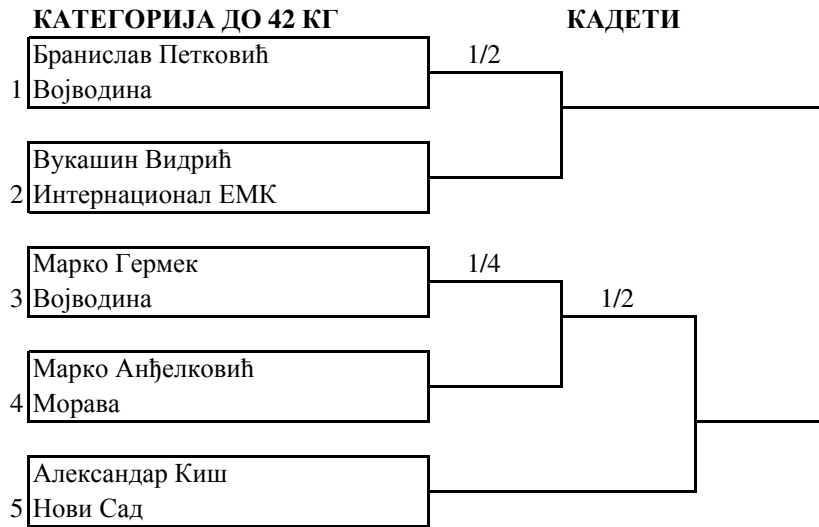 КАТЕГОРИЈА ДО 42 КГ КАДЕТИ
Бранислав Петковић 1/2
1 Војводина
Вукашин Видрић
2 Интернационал ЕМК
Марко Гермек 1/4
3 Војводина 1/2
Марко Анђелковић
4 Морава
Александар Киш
5 Нови Сад